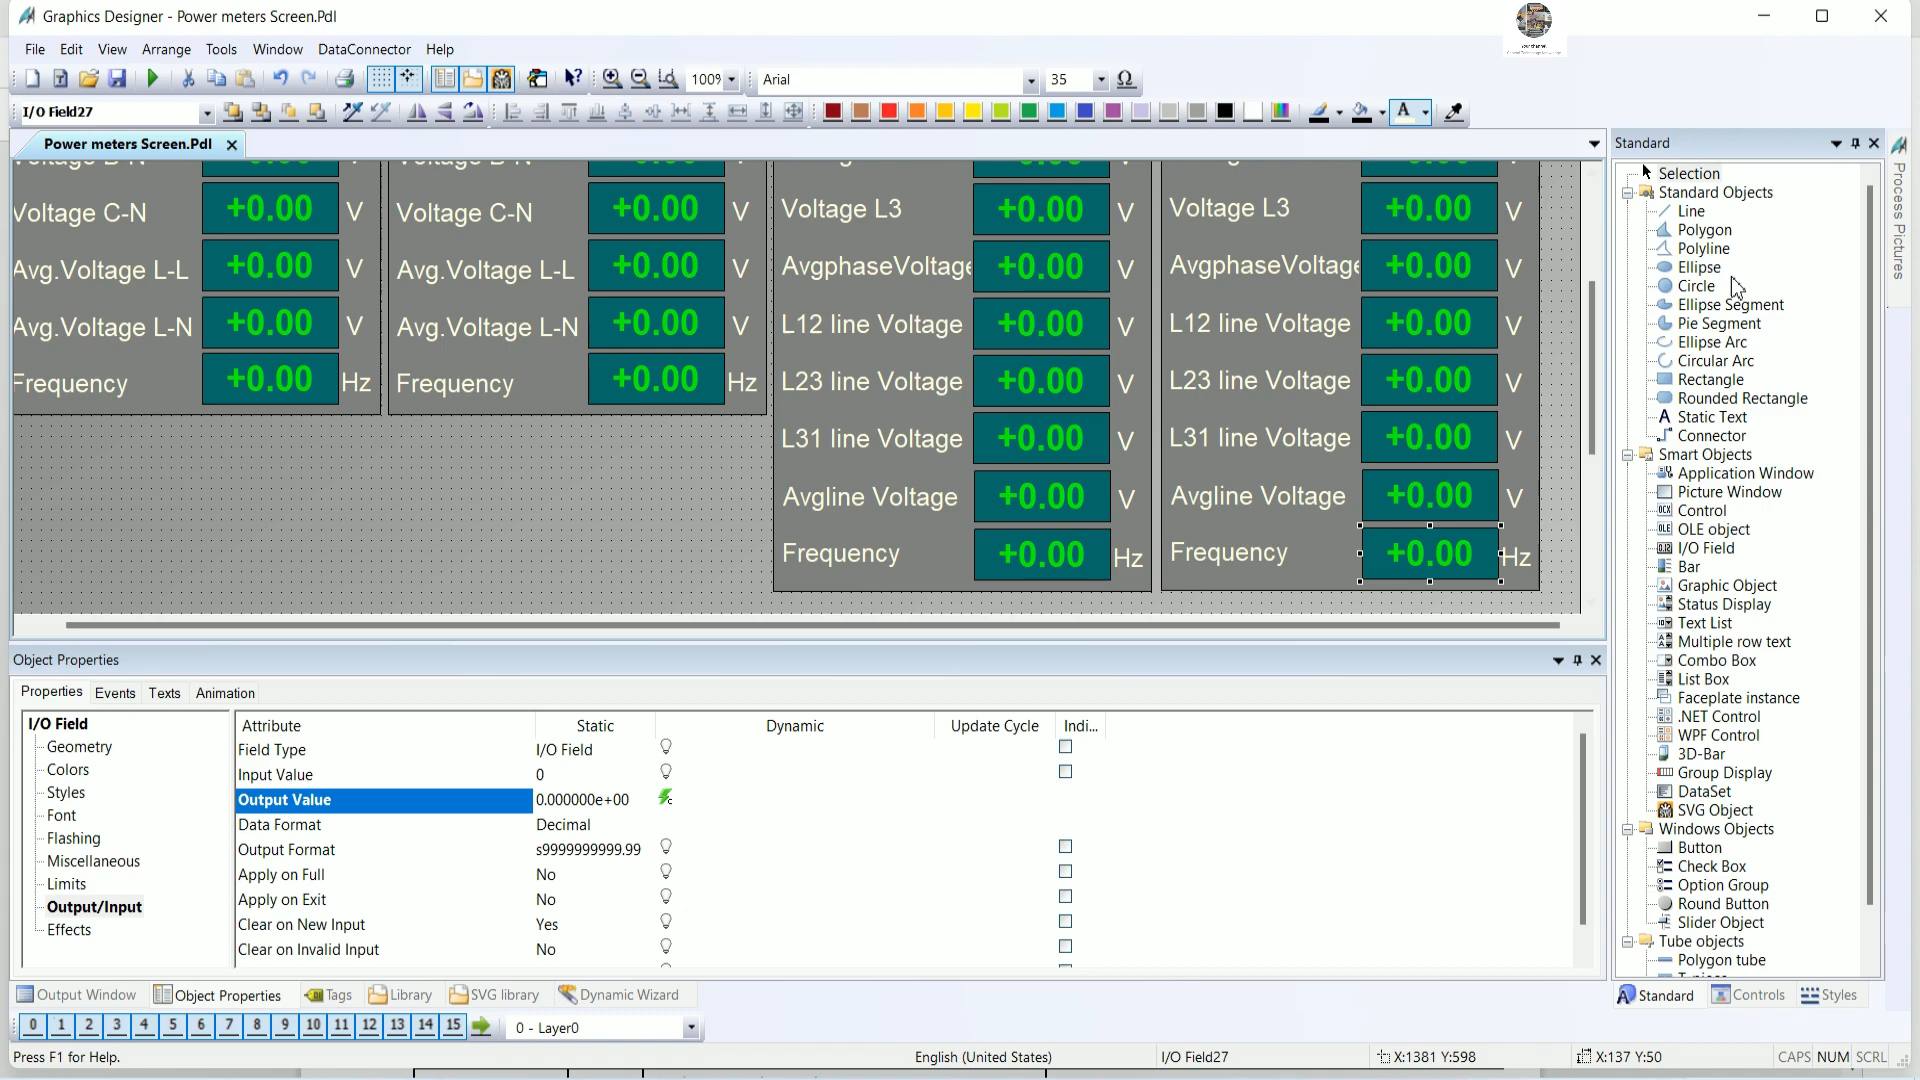 Graphics Designer - Power meters Screen.Pdl
Your channel
File Edit View Arrange Tools Window DataConnector Help
100% Arial 35 Ω
I/O Field27 A
Power meters Screen.Pdl
Voltage C-N +0.00 V Voltage C-N +0.00 V Voltage L3 +0.00 V Voltage L3 +0.00 V
Avg.Voltage L-L +0.00 V Avg.Voltage L-L +0.00 V AvgphaseVoltage +0.00 V AvgphaseVoltage +0.00 V
Avg.Voltage L-N +0.00 V Avg.Voltage L-N +0.00 V L12 line Voltage +0.00 V L12 line Voltage +0.00 V
Frequency +0.00 Hz Frequency +0.00 Hz L23 line Voltage +0.00 V L23 line Voltage +0.00 V
L31 line Voltage +0.00 V L31 line Voltage +0.00 V
Avgline Voltage +0.00 V Avgline Voltage +0.00 V
Frequency +0.00 Hz Frequency +0.00 Hz
Standard
Selection
Standard Objects
Line
Polygon
Polyline
Ellipse
Circle
Ellipse Segment
Pie Segment
Ellipse Arc
Circular Arc
Rectangle
Rounded Rectangle
A Static Text
Connector
Smart Objects
Application Window
Picture Window
OCX Control
OLE OLE object
I/O Field
Bar
Graphic Object
Status Display
Text List
Multiple row text
Combo Box
List Box
Faceplate instance
.NET Control
WPF Control
3D-Bar
Group Display
DataSet
SVG Object
Windows Objects
Button
Check Box
Option Group
Round Button
Slider Object
Tube objects
Polygon tube
Standard Controls Styles
Process Pictures
Object Properties
Properties Events Texts Animation
I/O Field
Geometry
Colors
Styles
Font
Flashing
Miscellaneous
Limits
Output/Input
Effects
Attribute Static Dynamic Update Cycle Indi...
Field Type I/O Field
Input Value 0
Output Value 0.000000e+00
Data Format Decimal
Output Format s9999999999.99
Apply on Full No
Apply on Exit No
Clear on New Input Yes
Clear on Invalid Input No
Output Window Object Properties Tags Library SVG library Dynamic Wizard
0 1 2 3 4 5 6 7 8 9 10 11 12 13 14 15 0 - Layer0
Press F1 for Help. English (United States) I/O Field27 X:1381 Y:598 X:137 Y:50 CAPS NUM SCRL